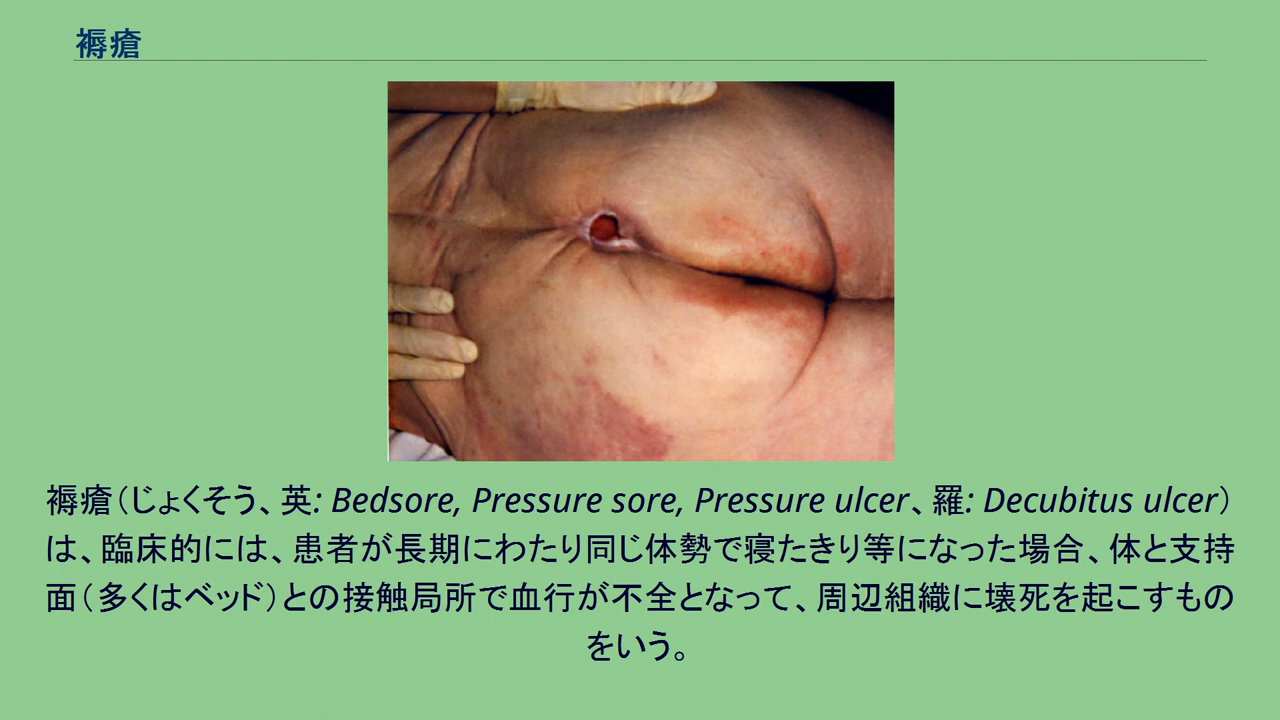 褥瘡
褥瘡（じょくそう、英: Bedsore, Pressure sore, Pressure ulcer、羅: Decubitus ulcer）
は、臨床的には、患者が長期にわたり同じ体勢で寝たきり等になった場合、体と支持
面（多くはベッド）との接触局所で血行が不全となって、周辺組織に壊死を起こすもの
をいう。